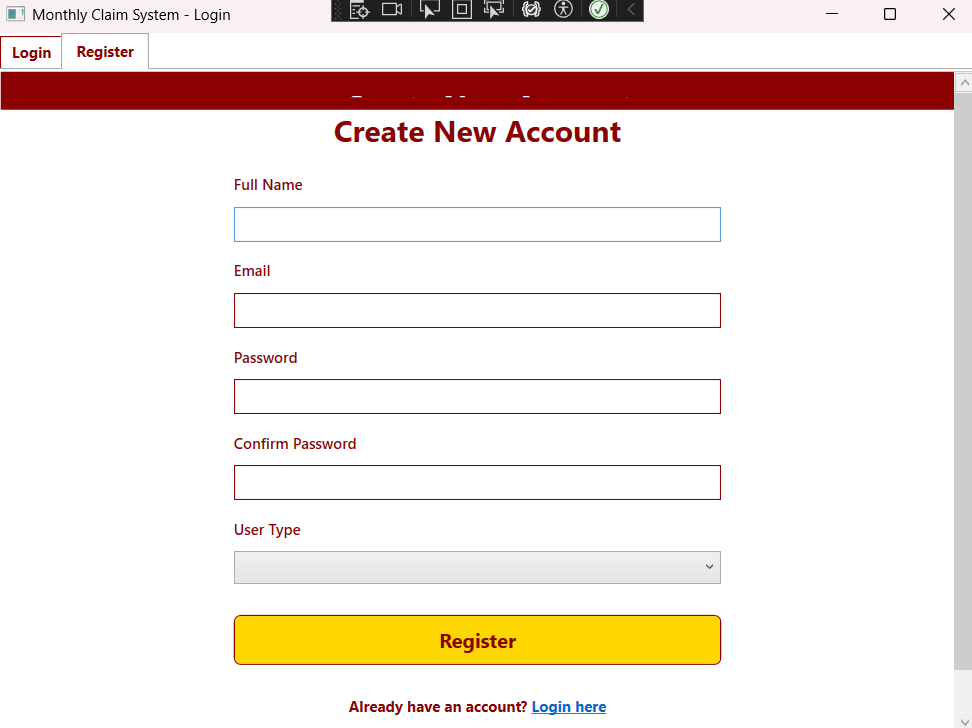 Monthly Claim System - Login
Login
Register
Create New Account
Full Name
Email
Password
Confirm Password
User Type
Register
Already have an account? Login here